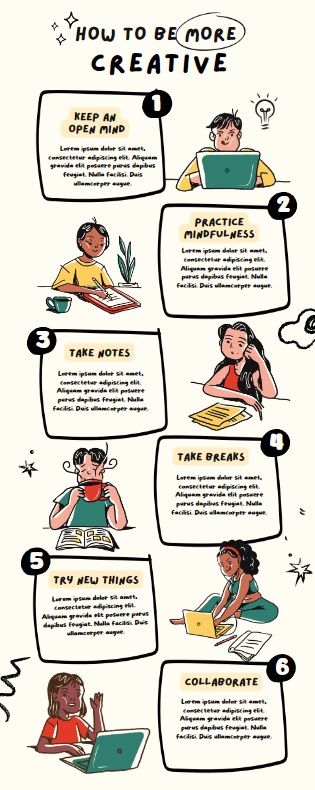 HOW TO BE MORE
CREATIVE
1
KEEP AN
OPEN MIND
Lorem ipsum dolor sit amet,
consectetur adipiscing elit. Aliquam
gravida elit posuere purus dapibus
feugiat. Nulla facilisi. Duis
ullamcorper augue.
2
PRACTICE
MINDFULNESS
Lorem ipsum dolor sit amet,
consectetur adipiscing elit.
Aliquam gravida elit posuere
purus dapibus feugiat. Nulla
facilisi. Duis ullamcorper augue.
3
TAKE NOTES
Lorem ipsum dolor sit amet,
consectetur adipiscing elit.
Aliquam gravida elit posuere
purus dapibus feugiat. Nulla
facilisi. Duis ullamcorper augue.
4
TAKE BREAKS
Lorem ipsum dolor sit amet,
consectetur adipiscing elit.
Aliquam gravida elit posuere
purus dapibus feugiat. Nulla
facilisi. Duis ullamcorper augue.
5
TRY NEW THINGS
Lorem ipsum dolor sit amet,
consectetur adipiscing elit.
Aliquam gravida elit posuere purus
dapibus feugiat. Nulla facilisi. Duis
ullamcorper augue.
6
COLLABORATE
Lorem ipsum dolor sit amet,
consectetur adipiscing elit.
Aliquam gravida elit posuere
purus dapibus feugiat. Nulla
facilisi. Duis ullamcorper augue.